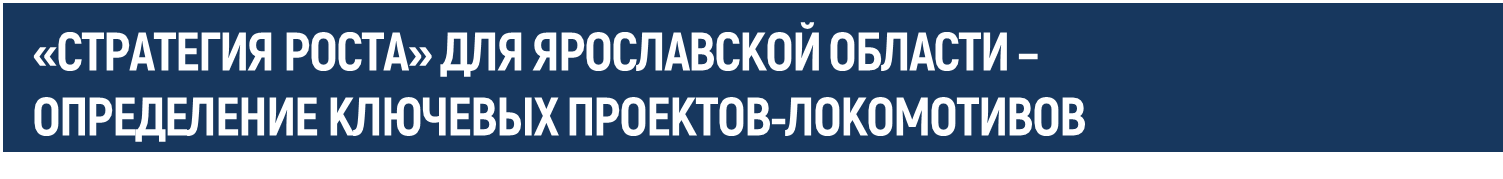 «СТРАТЕГИЯ РОСТА» ДЛЯ ЯРОСЛАВСКОЙ ОБЛАСТИ –
ОПРЕДЕЛЕНИЕ КЛЮЧЕВЫХ ПРОЕКТОВ-ЛОКОМОТИВОВ